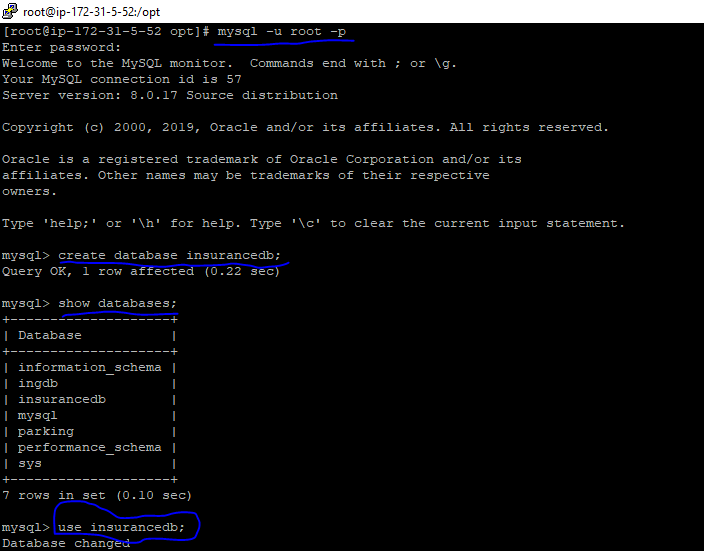 root@ip-172-31-5-52:/opt
[root@ip-172-31-5-52 opt]# mysql -u root -p
Enter password:
Welcome to the MySQL monitor.  Commands end with ; or \g.
Your MySQL connection id is 57
Server version: 8.0.17 Source distribution
Copyright (c) 2000, 2019, Oracle and/or its affiliates. All rights reserved.
Oracle is a registered trademark of Oracle Corporation and/or its
affiliates. Other names may be trademarks of their respective
owners.
Type 'help;' or '\h' for help. Type '\c' to clear the current input statement.
mysql> create database insurancedb;
Query OK, 1 row affected (0.22 sec)
mysql> show databases;
+--------------------+
| Database           |
+--------------------+
| information_schema |
| ingdb              |
| insurancedb        |
| mysql              |
| parking            |
| performance_schema |
| sys                |
+--------------------+
7 rows in set (0.10 sec)
mysql> use insurancedb;
Database changed